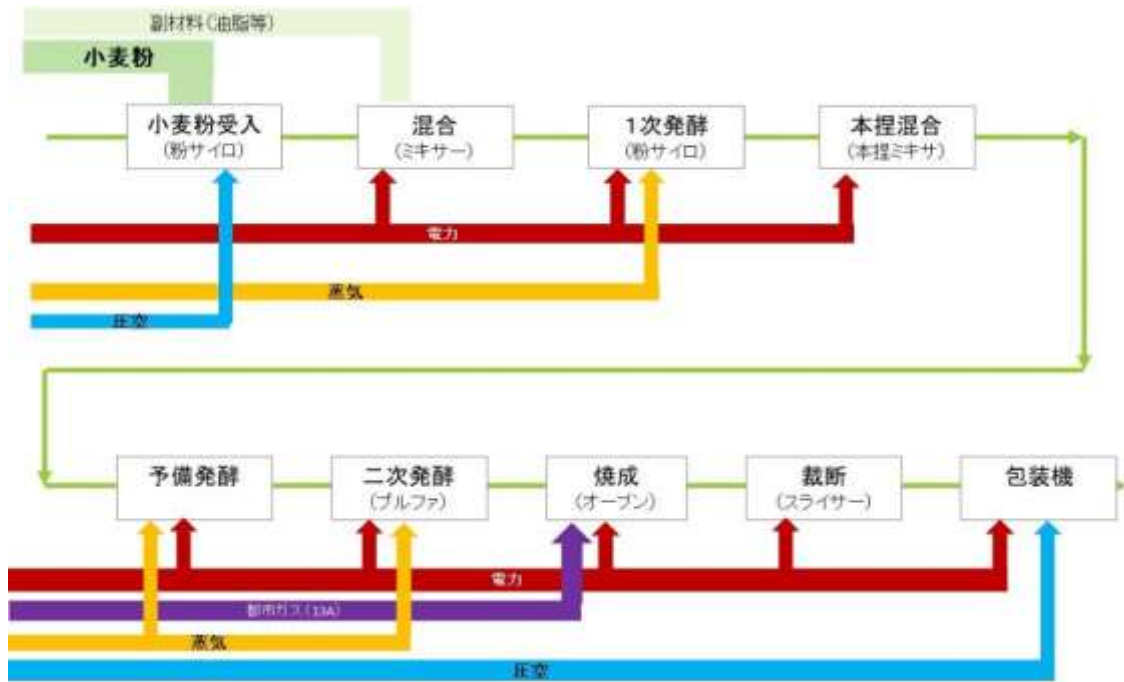 副材料(油脂等)
小麦粉
小麦粉受入
(粉サイロ)
混合
(ミキサー)
1次発酵
(粉サイロ)
本捏混合
(本捏ミキサ)
電力
蒸気
圧空
予備発酵
二次発酵
(プルファ)
焼成
(オーブン)
裁断
(スライサー)
包装機
電力
都市ガス(13A)
蒸気
圧空